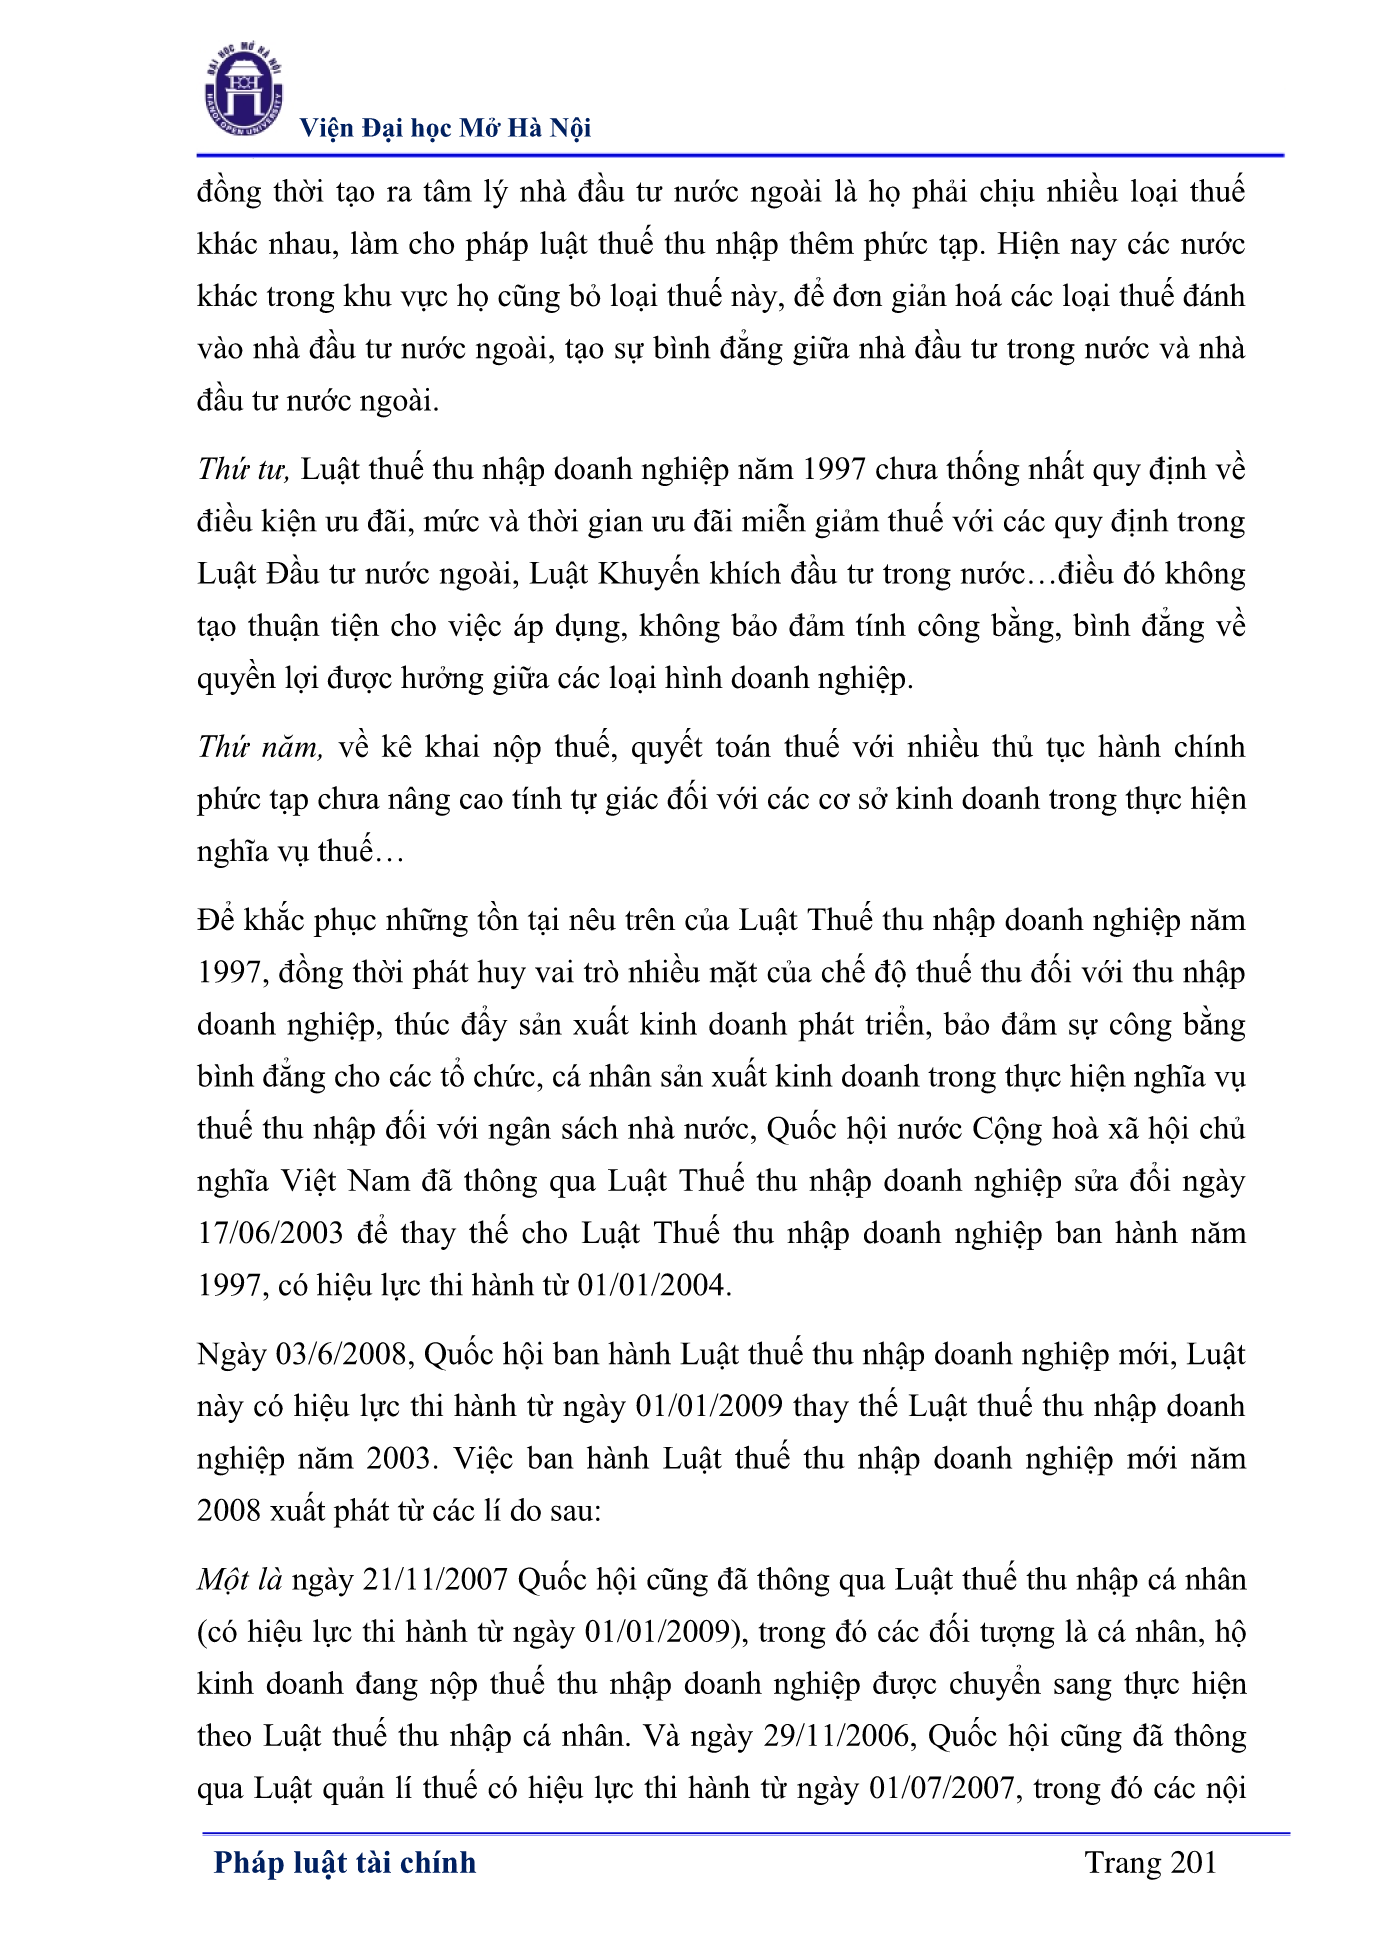 ĐẠI HỌC MỞ HÀ NỘI
HANOI OPEN UNIVERSITY
Viện Đại học Mở Hà Nội
đồng thời tạo ra tâm lý nhà đầu tư nước ngoài là họ phải chịu nhiều loại thuế
khác nhau, làm cho pháp luật thuế thu nhập thêm phức tạp. Hiện nay các nước
khác trong khu vực họ cũng bỏ loại thuế này, để đơn giản hoá các loại thuế đánh
vào nhà đầu tư nước ngoài, tạo sự bình đẳng giữa nhà đầu tư trong nước và nhà
đầu tư nước ngoài.
Thứ tư, Luật thuế thu nhập doanh nghiệp năm 1997 chưa thống nhất quy định về
điều kiện ưu đãi, mức và thời gian ưu đãi miễn giảm thuế với các quy định trong
Luật Đầu tư nước ngoài, Luật Khuyến khích đầu tư trong nước…điều đó không
tạo thuận tiện cho việc áp dụng, không bảo đảm tính công bằng, bình đẳng về
quyền lợi được hưởng giữa các loại hình doanh nghiệp.
Thứ năm, về kê khai nộp thuế, quyết toán thuế với nhiều thủ tục hành chính
phức tạp chưa nâng cao tính tự giác đối với các cơ sở kinh doanh trong thực hiện
nghĩa vụ thuế…
Để khắc phục những tồn tại nêu trên của Luật Thuế thu nhập doanh nghiệp năm
1997, đồng thời phát huy vai trò nhiều mặt của chế độ thuế thu đối với thu nhập
doanh nghiệp, thúc đẩy sản xuất kinh doanh phát triển, bảo đảm sự công bằng
bình đẳng cho các tổ chức, cá nhân sản xuất kinh doanh trong thực hiện nghĩa vụ
thuế thu nhập đối với ngân sách nhà nước, Quốc hội nước Cộng hoà xã hội chủ
nghĩa Việt Nam đã thông qua Luật Thuế thu nhập doanh nghiệp sửa đổi ngày
17/06/2003 để thay thế cho Luật Thuế thu nhập doanh nghiệp ban hành năm
1997, có hiệu lực thi hành từ 01/01/2004.
Ngày 03/6/2008, Quốc hội ban hành Luật thuế thu nhập doanh nghiệp mới, Luật
này có hiệu lực thi hành từ ngày 01/01/2009 thay thế Luật thuế thu nhập doanh
nghiệp năm 2003. Việc ban hành Luật thuế thu nhập doanh nghiệp mới năm
2008 xuất phát từ các lí do sau:
Một là ngày 21/11/2007 Quốc hội cũng đã thông qua Luật thuế thu nhập cá nhân
(có hiệu lực thi hành từ ngày 01/01/2009), trong đó các đối tượng là cá nhân, hộ
kinh doanh đang nộp thuế thu nhập doanh nghiệp được chuyển sang thực hiện
theo Luật thuế thu nhập cá nhân. Và ngày 29/11/2006, Quốc hội cũng đã thông
qua Luật quản lí thuế có hiệu lực thi hành từ ngày 01/07/2007, trong đó các nội
Pháp luật tài chính Trang 201